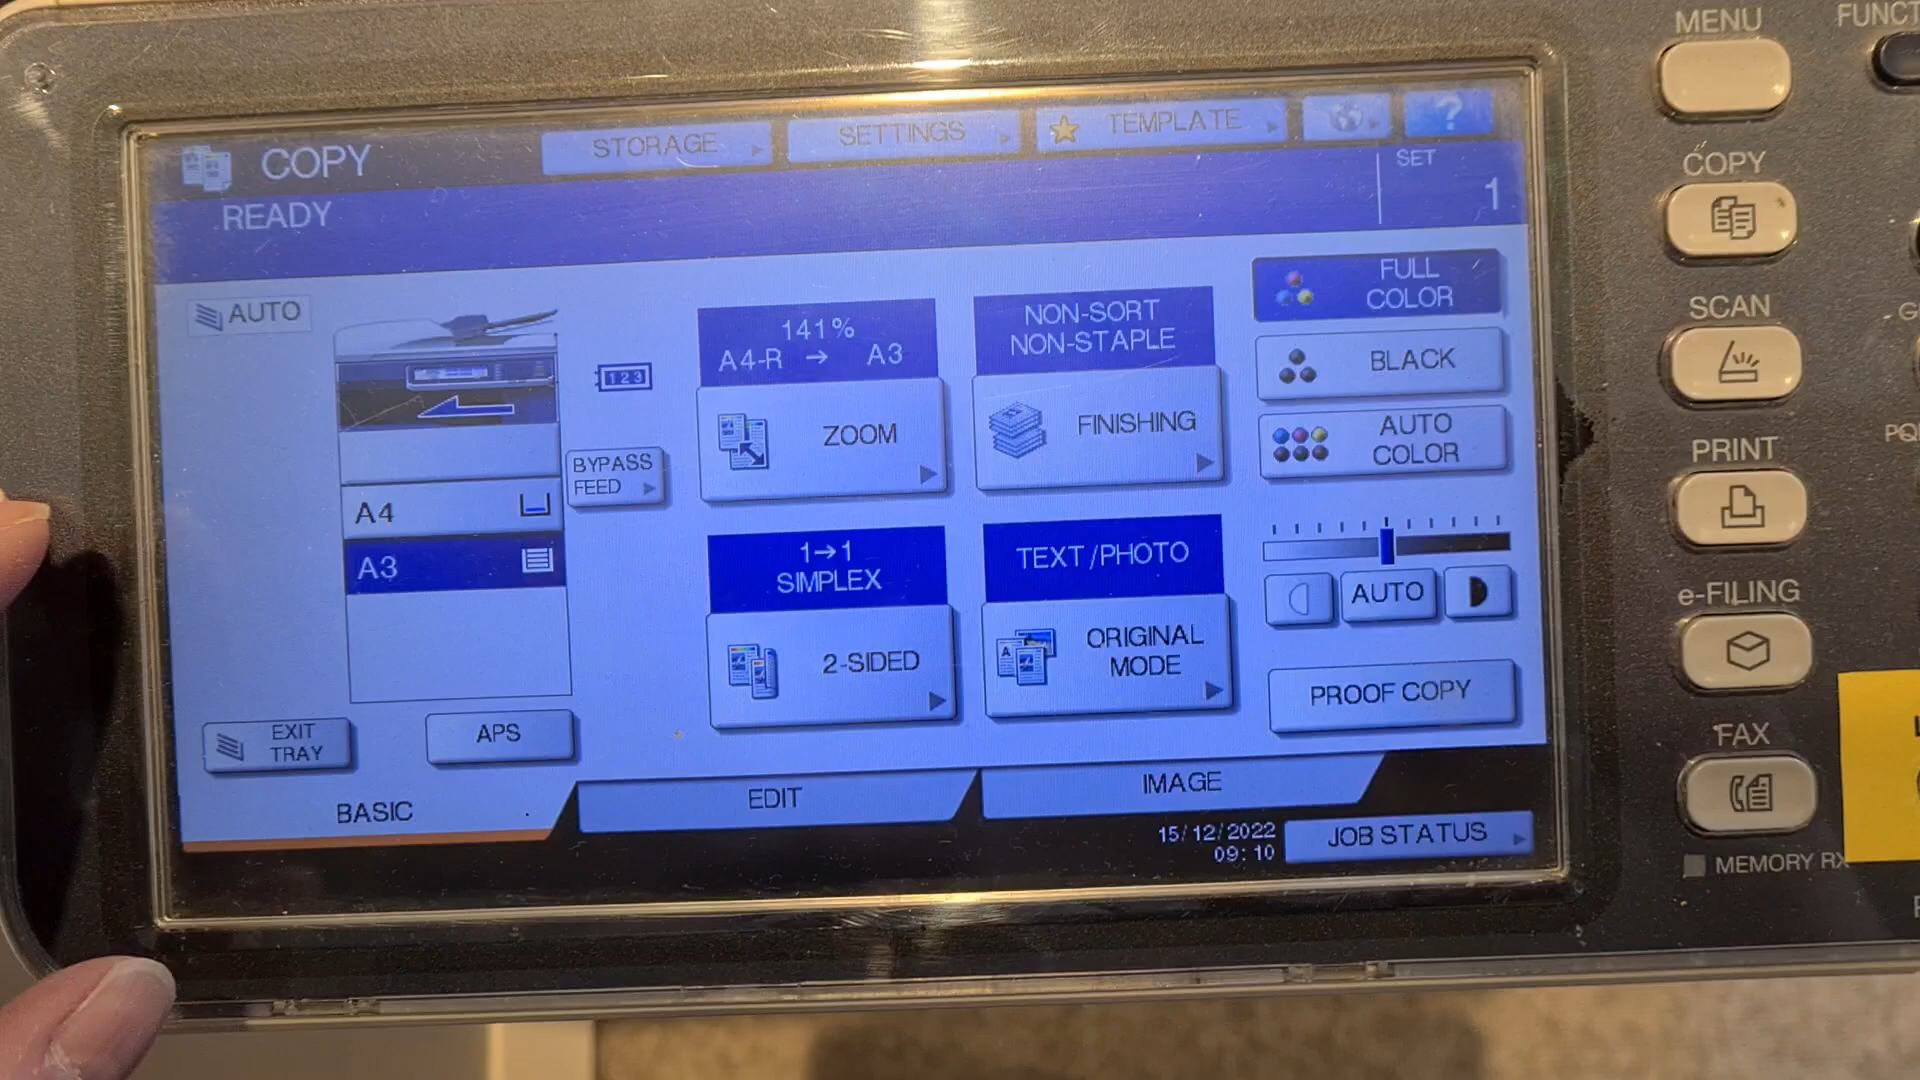 MENU
FUNCT
COPY
STORAGE
SETTINGS
TEMPLATE
?
READY
SET
1
AUTO
123
141%
A4-R → A3
ZOOM
NON-SORT
NON-STAPLE
FINISHING
FULL
COLOR
BLACK
AUTO
COLOR
BYPASS
FEED
A4
A3
1→1
SIMPLEX
2-SIDED
TEXT/PHOTO
ORIGINAL
MODE
AUTO
PROOF COPY
EXIT
TRAY
APS
BASIC
EDIT
IMAGE
15/12/2022
09:10
JOB STATUS
COPY
SCAN
PRINT
e-FILING
FAX
MEMORY RX